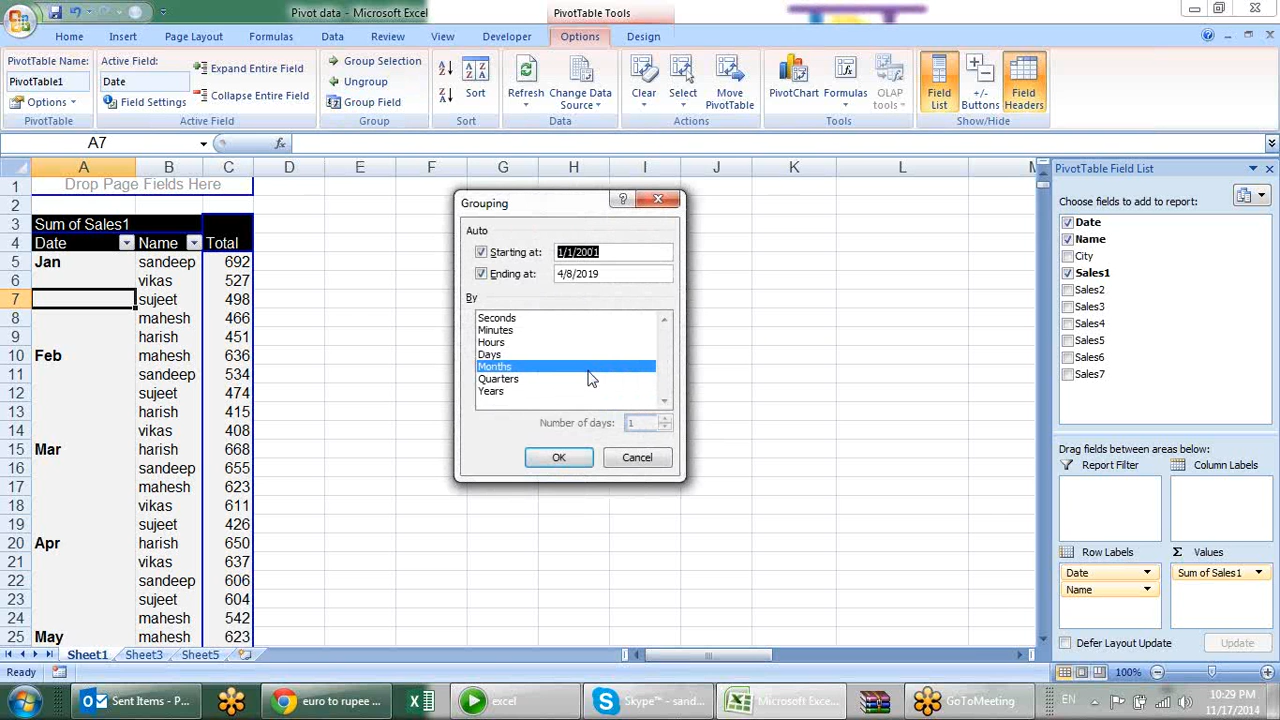 Pivot data - Microsoft Excel
PivotTable Tools
Home Insert Page Layout Formulas Data Review View Developer Options Design
PivotTable Name:
PivotTable1
Options
PivotTable
Active Field:
Date
Field Settings
Expand Entire Field
Collapse Entire Field
Active Field
Group Selection
Ungroup
Group Field
Group
Sort
Sort
Refresh
Change Data
Source
Data
Clear
Select
Move
PivotTable
Actions
PivotChart
Formulas
OLAP
tools
Tools
Field
List
+/-
Buttons
Field
Headers
Show/Hide
A7
fx
A B C D E F G H I J K L M
1 Drop Page Fields Here
2
3 Sum of Sales1
4 Date Name Total
5 Jan sandeep 692
6 vikas 527
7 sujeet 498
8 mahesh 466
9 harish 451
10 Feb mahesh 636
11 sandeep 534
12 sujeet 474
13 harish 415
14 vikas 408
15 Mar harish 668
16 sandeep 655
17 mahesh 623
18 vikas 611
19 sujeet 426
20 Apr harish 650
21 vikas 637
22 sandeep 606
23 sujeet 604
24 mahesh 542
25 May mahesh 623
Grouping
Auto
Starting at: 1/1/2001
Ending at: 4/8/2019
By
Seconds
Minutes
Hours
Days
Months
Quarters
Years
Number of days: 1
OK Cancel
PivotTable Field List
Choose fields to add to report:
Date
Name
City
Sales1
Sales2
Sales3
Sales4
Sales5
Sales6
Sales7
Drag fields between areas below:
Report Filter Column Labels
Row Labels Σ Values
Date Sum of Sales1
Name
Defer Layout Update Update
Sheet1 Sheet3 Sheet5
Ready 100%
Sent Items - P... euro to rupee ... excel Skype™ - sand... Microsoft Exce... GoToMeeting EN 10:29 PM
11/17/2014